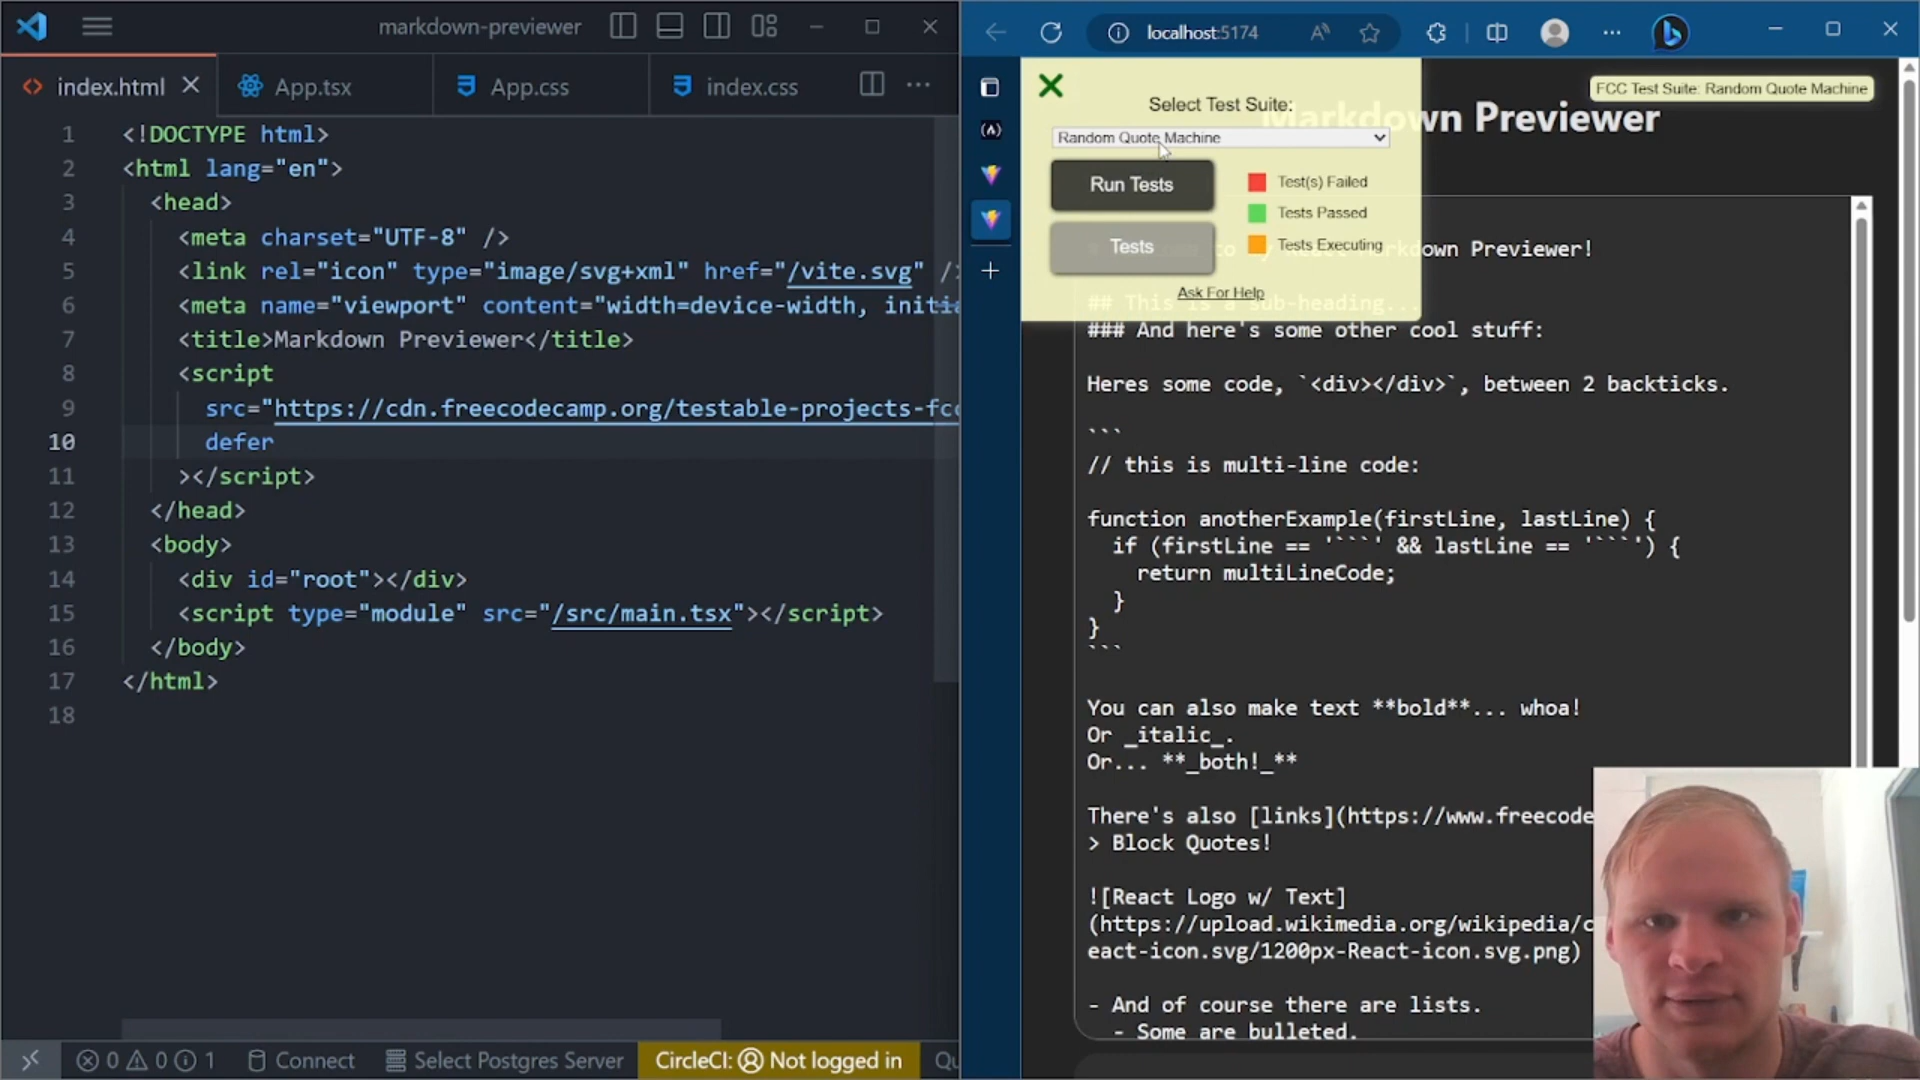 markdown-previewer
index.html
App.tsx
App.css
index.css
1 <!DOCTYPE html>
2 <html lang="en">
3 <head>
4 <meta charset="UTF-8" />
5 <link rel="icon" type="image/svg+xml" href="/vite.svg" />
6 <meta name="viewport" content="width=device-width, initia
7 <title>Markdown Previewer</title>
8 <script
9 src="https://cdn.freecodecamp.org/testable-projects-fcc
10 defer
11 ></script>
12 </head>
13 <body>
14 <div id="root"></div>
15 <script type="module" src="/src/main.tsx"></script>
16 </body>
17 </html>
18
0 0 1
Connect
Select Postgres Server
CircleCI: Not logged in
localhost:5174
Select Test Suite:
Random Quote Machine
Run Tests
Tests
Test(s) Failed
Tests Passed
Tests Executing
Ask For Help
FCC Test Suite: Random Quote Machine
Markdown Previewer
Markdown Previewer!
## This is a sub-heading...
### And here's some other cool stuff:
Heres some code, `<div></div>`, between 2 backticks.
```
// this is multi-line code:
function anotherExample(firstLine, lastLine) {
if (firstLine == '```' && lastLine == '```') {
return multiLineCode;
}
}
```
You can also make text **bold**... whoa!
Or _italic_.
Or... **_both!_**
There's also [links](https://www.freecode
> Block Quotes!
![React Logo w/ Text]
(https://upload.wikimedia.org/wikipedia/c
eact-icon.svg/1200px-React-icon.svg.png)
- And of course there are lists.
- Some are bulleted.